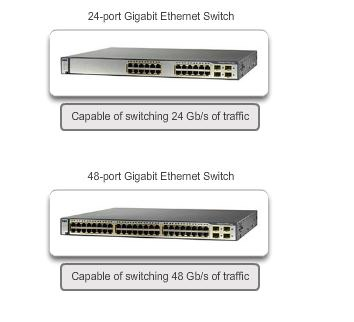 24-port Gigabit Ethernet Switch
Capable of switching 24 Gb/s of traffic
48-port Gigabit Ethernet Switch
Capable of switching 48 Gb/s of traffic